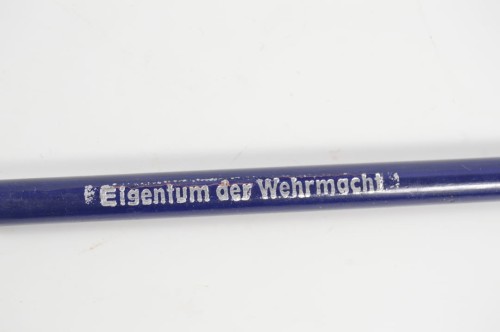 Eigentum der Wehrmacht